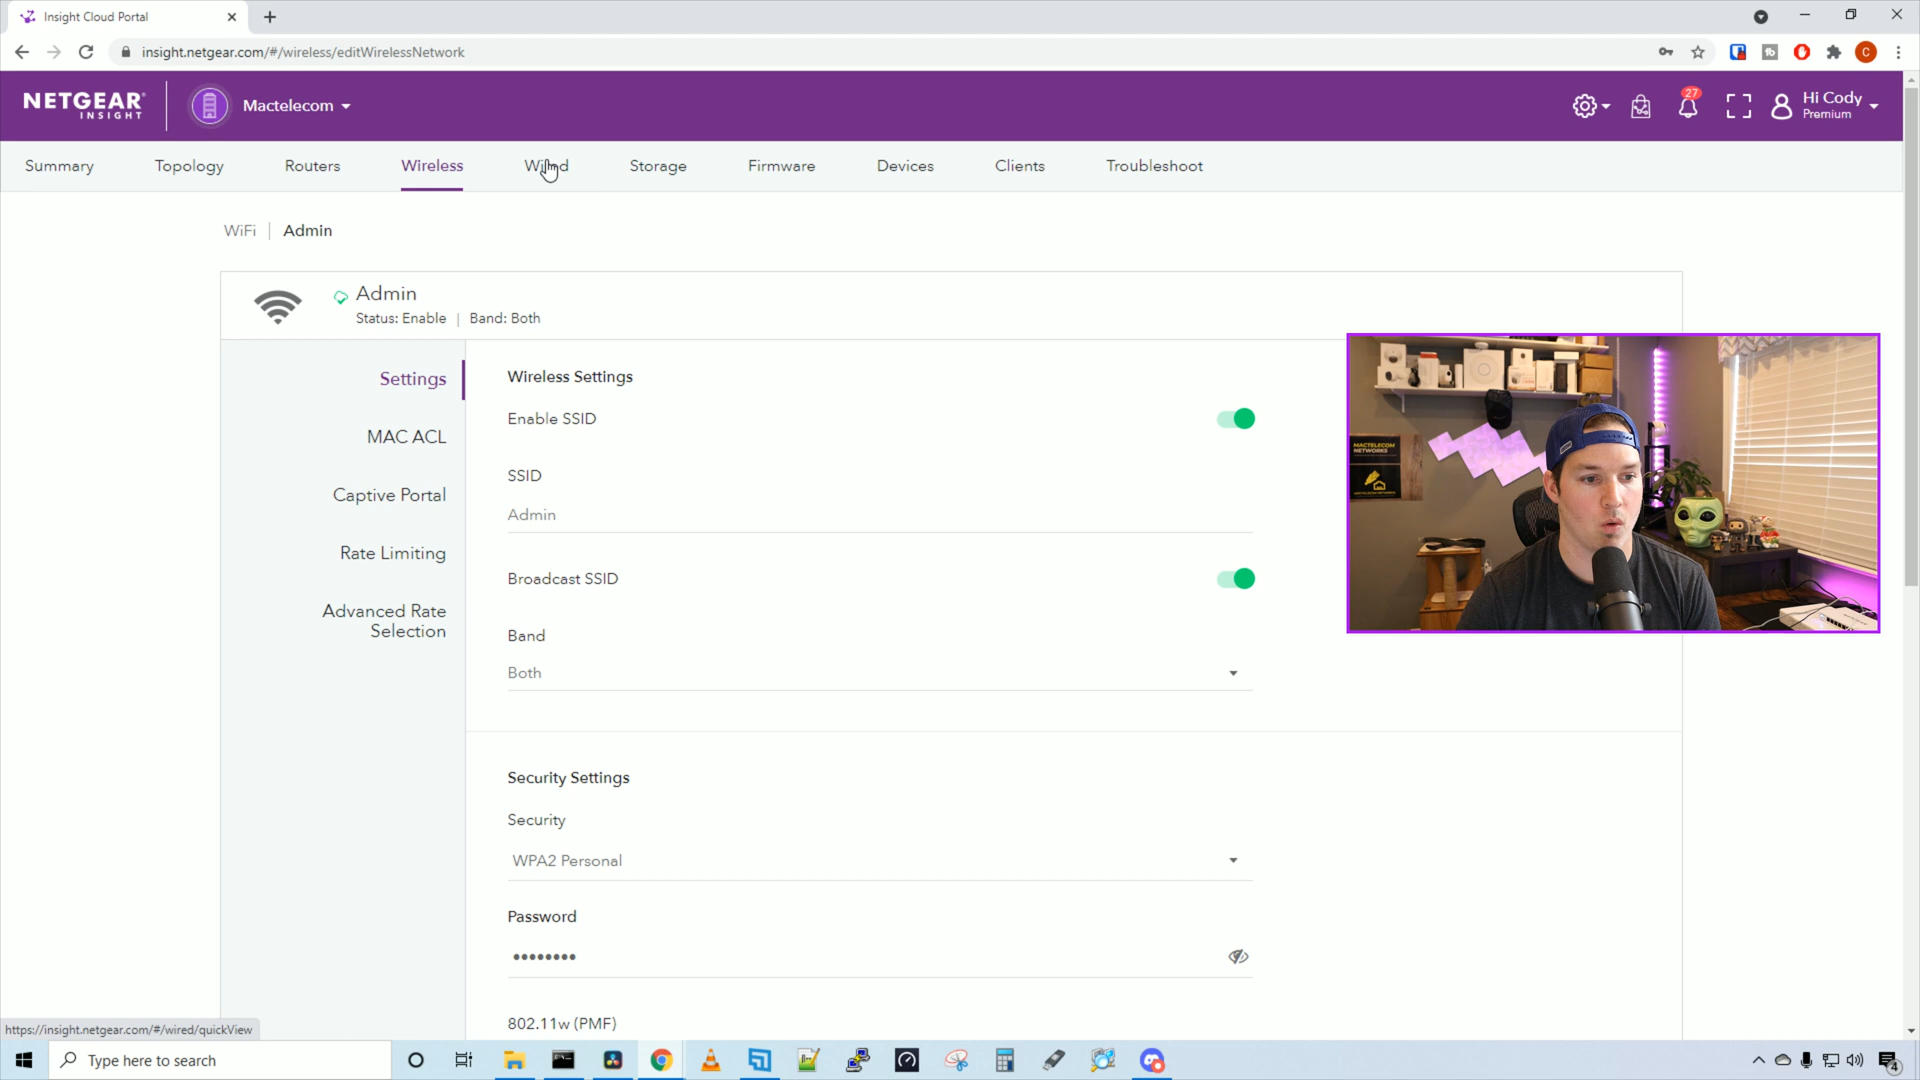 Insight Cloud Portal
insight.netgear.com/#/wireless/editWirelessNetwork
NETGEAR
INSIGHT
Mactelecom
27
Hi Cody
Premium
Summary Topology Routers Wireless Wired Storage Firmware Devices Clients Troubleshoot
WiFi | Admin
Admin
Status: Enable | Band: Both
Settings
MAC ACL
Captive Portal
Rate Limiting
Advanced Rate
Selection
Wireless Settings
Enable SSID
SSID
Admin
Broadcast SSID
Band
Both
MACTELECOM
NETWORKS
Security Settings
Security
WPA2 Personal
Password
802.11w (PMF)
https://insight.netgear.com/#/wired/quickView
Type here to search
4